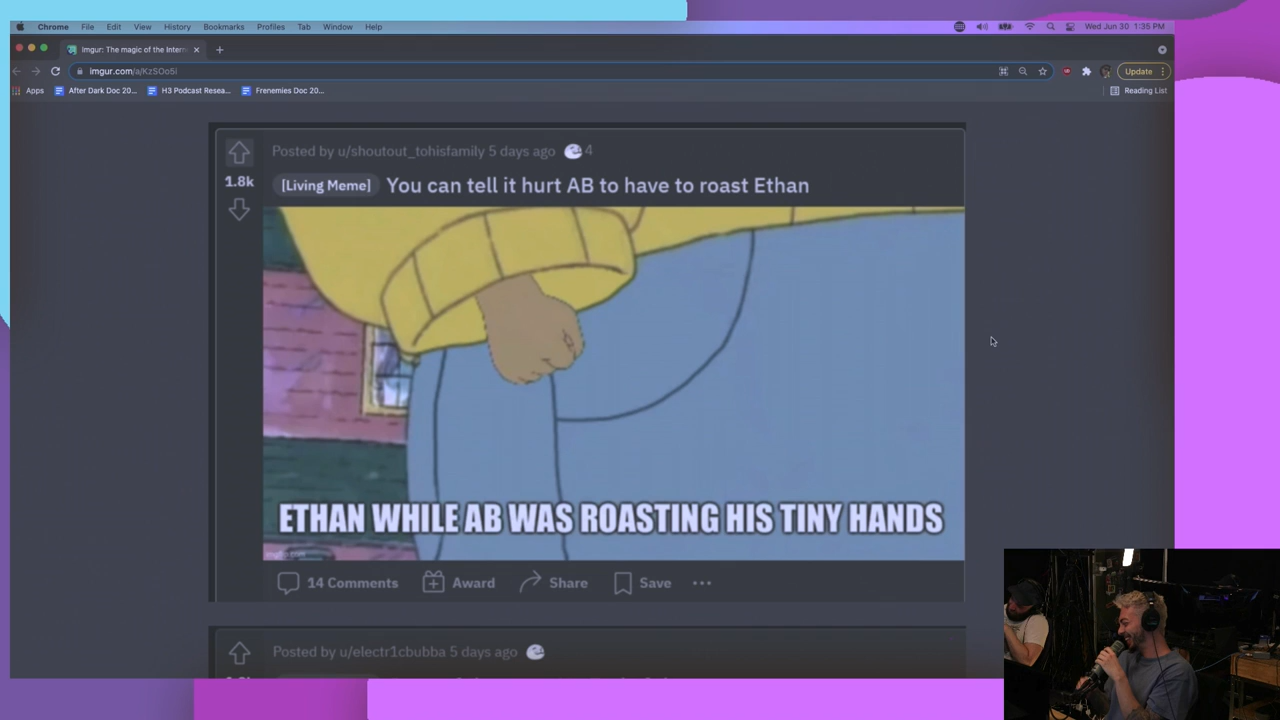 Chrome File Edit View History Bookmarks Profiles Tab Window Help Wed Jun 30 1:35 PM
Imgur: The magic of the Intern
imgur.com/a/KzSOo5i Update
Apps After Dark Doc 20... H3 Podcast Resea... Frenemies Doc 20... Reading List
Posted by u/shoutout_tohisfamily 5 days ago 4
1.8k [Living Meme] You can tell it hurt AB to have to roast Ethan
ETHAN WHILE AB WAS ROASTING HIS TINY HANDS
14 Comments Award Share Save
Posted by u/electr1cbubba 5 days ago